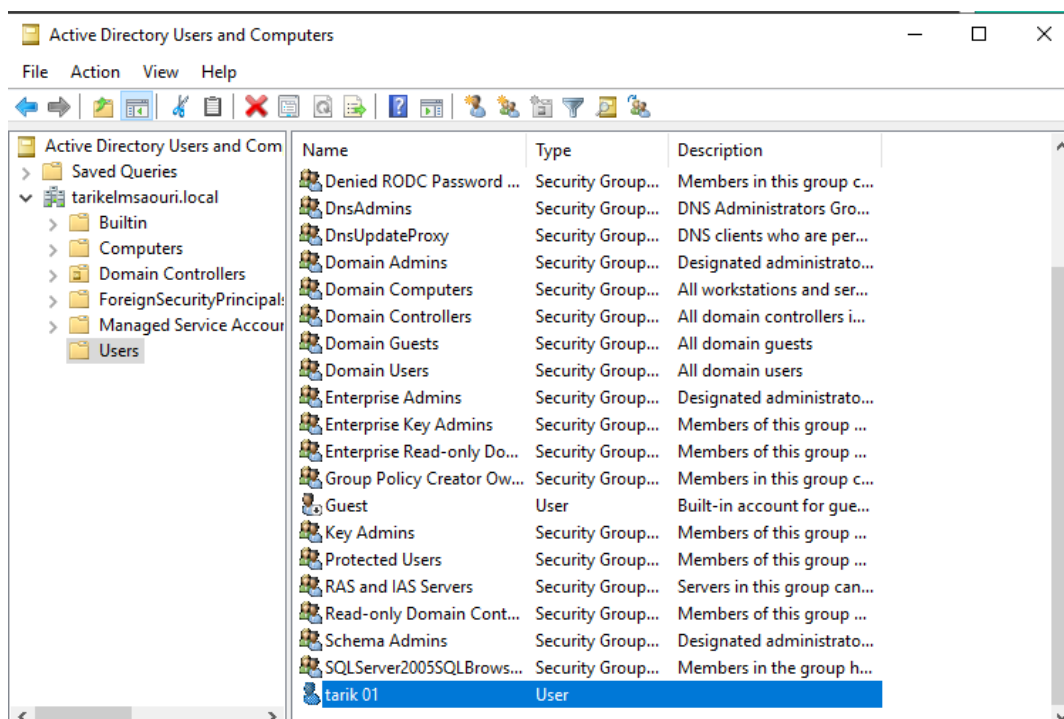 Active Directory Users and Computers
File Action View Help
Active Directory Users and Com
Saved Queries
tarikelmsaouri.local
Builtin
Computers
Domain Controllers
ForeignSecurityPrincipals
Managed Service Accour
Users
Name Type Description
Denied RODC Password ... Security Group... Members in this group c...
DnsAdmins Security Group... DNS Administrators Gro...
DnsUpdateProxy Security Group... DNS clients who are per...
Domain Admins Security Group... Designated administrato...
Domain Computers Security Group... All workstations and ser...
Domain Controllers Security Group... All domain controllers i...
Domain Guests Security Group... All domain guests
Domain Users Security Group... All domain users
Enterprise Admins Security Group... Designated administrato...
Enterprise Key Admins Security Group... Members of this group ...
Enterprise Read-only Do... Security Group... Members of this group ...
Group Policy Creator Ow... Security Group... Members in this group c...
Guest User Built-in account for gue...
Key Admins Security Group... Members of this group ...
Protected Users Security Group... Members of this group ...
RAS and IAS Servers Security Group... Servers in this group can...
Read-only Domain Cont... Security Group... Members of this group ...
Schema Admins Security Group... Designated administrato...
SQLServer2005SQLBrows... Security Group... Members in the group h...
tarik 01 User